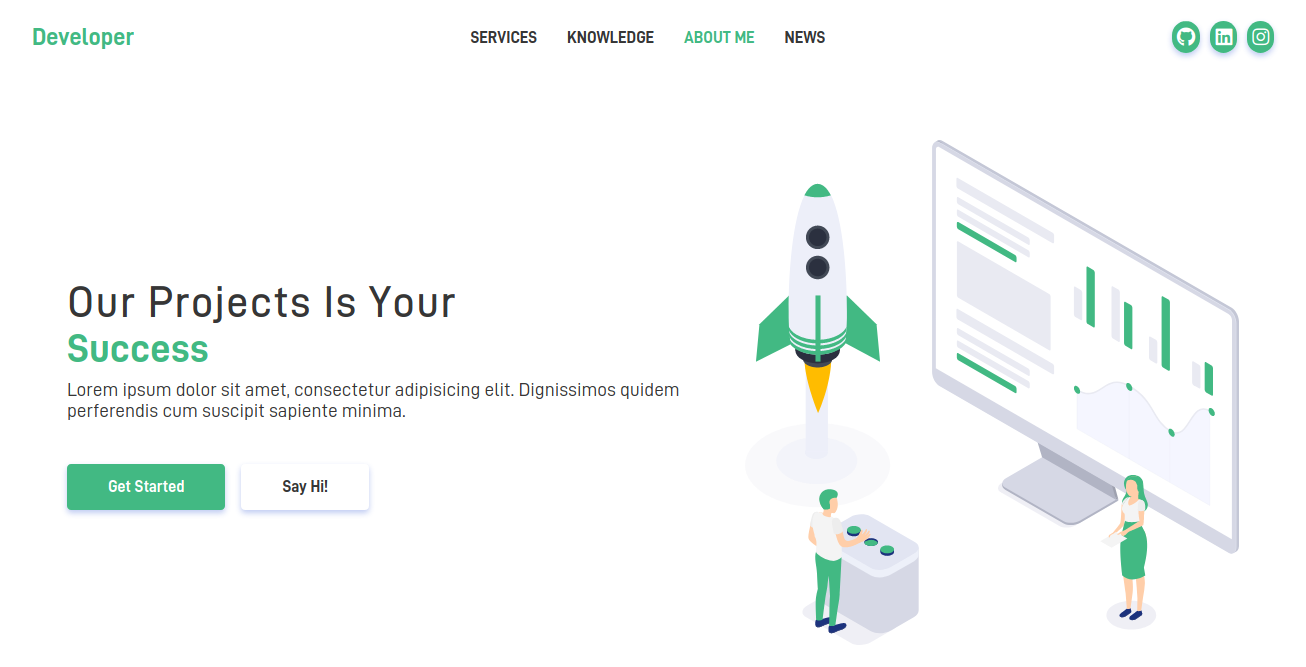 Developer
SERVICES KNOWLEDGE ABOUT ME NEWS
in
Our Projects Is Your
Success
Lorem ipsum dolor sit amet, consectetur adipisicing elit. Dignissimos quidem
perferendis cum suscipit sapiente minima.
Get Started Say Hi!